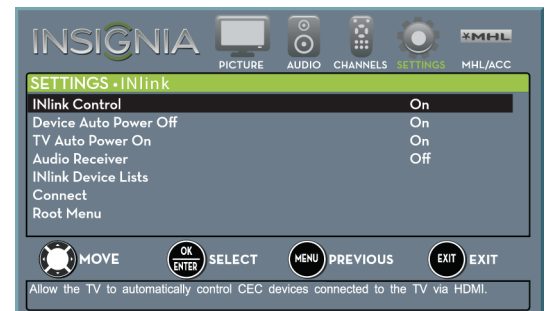 INSIGNIA
PICTURE AUDIO CHANNELS SETTINGS MHL MHL/ACC
SETTINGS • INlink
INlink Control On
Device Auto Power Off On
TV Auto Power On On
Audio Receiver Off
INlink Device Lists
Connect
Root Menu
MOVE OK ENTER SELECT MENU PREVIOUS EXIT EXIT
Allow the TV to automatically control CEC devices connected to the TV via HDMI.